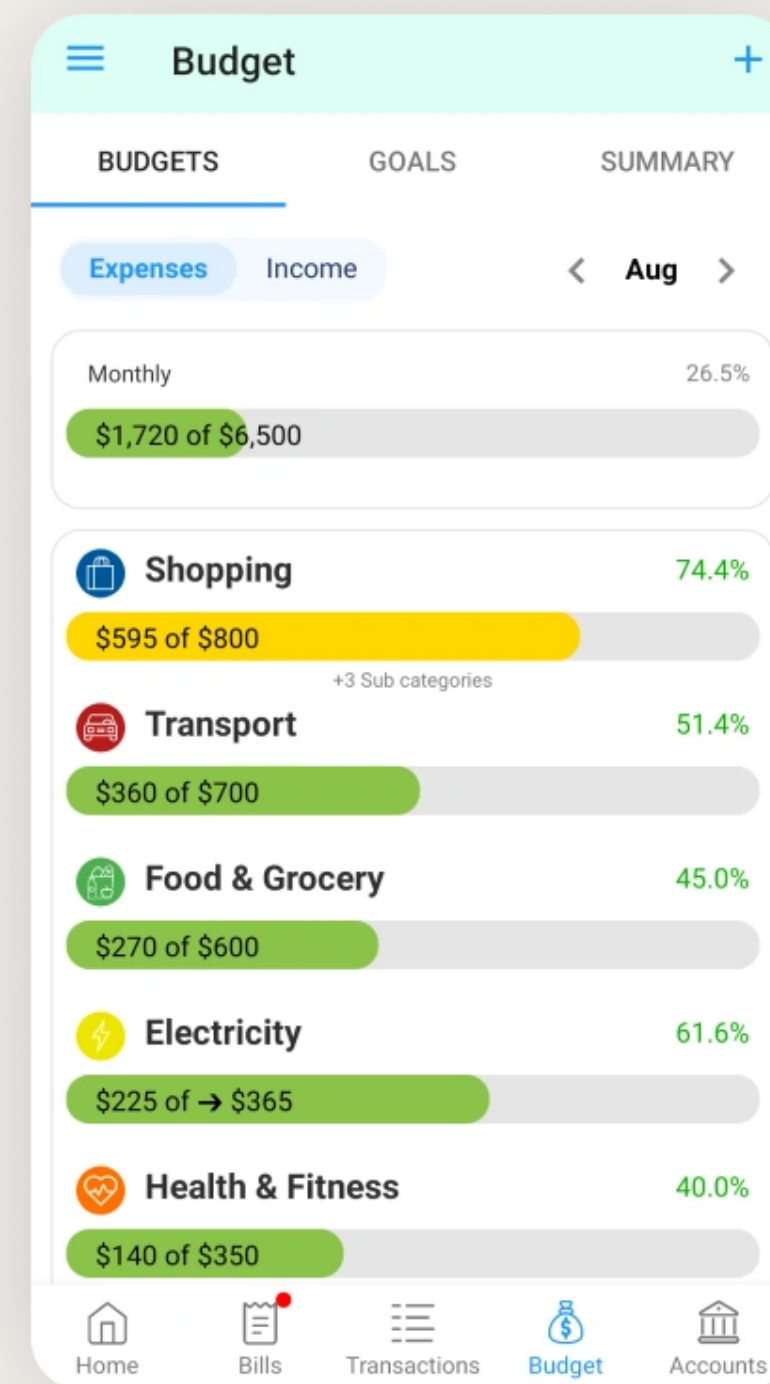 Budget +
BUDGETS GOALS SUMMARY
Expenses Income < Aug >
Monthly 26.5%
$1,720 of $6,500
Shopping 74.4%
$595 of $800
+3 Sub categories
Transport 51.4%
$360 of $700
Food & Grocery 45.0%
$270 of $600
Electricity 61.6%
$225 of → $365
Health & Fitness 40.0%
$140 of $350
Home Bills Transactions Budget Accounts